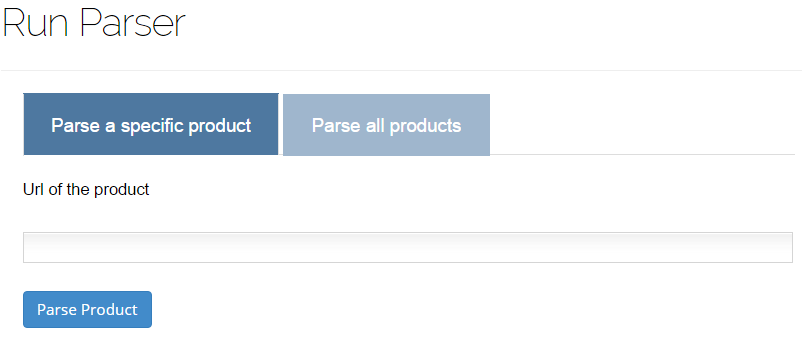 Run Parser
Parse a specific product
Parse all products
Url of the product
Parse Product